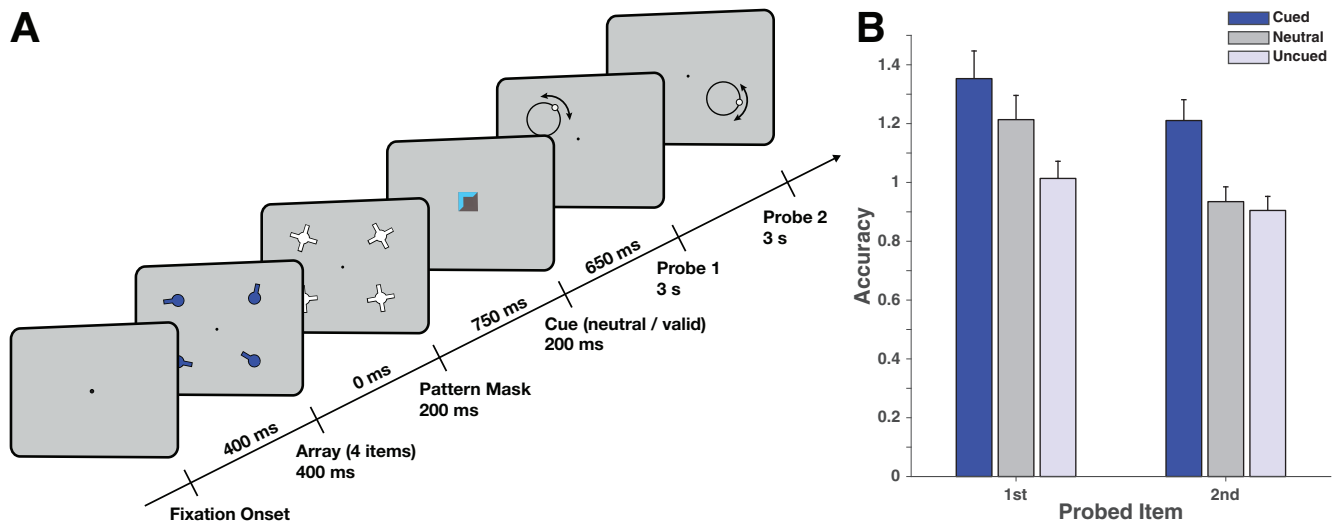 A
400 ms
0 ms
750 ms
650 ms
Fixation Onset
Array (4 items)
400 ms
Pattern Mask
200 ms
Cue (neutral / valid)
200 ms
Probe 1
3 s
Probe 2
3 s
B
Cued
Neutral
Uncued
Accuracy
1.4
1.2
1
0.8
0.6
0.4
0.2
0
1st
2nd
Probed Item